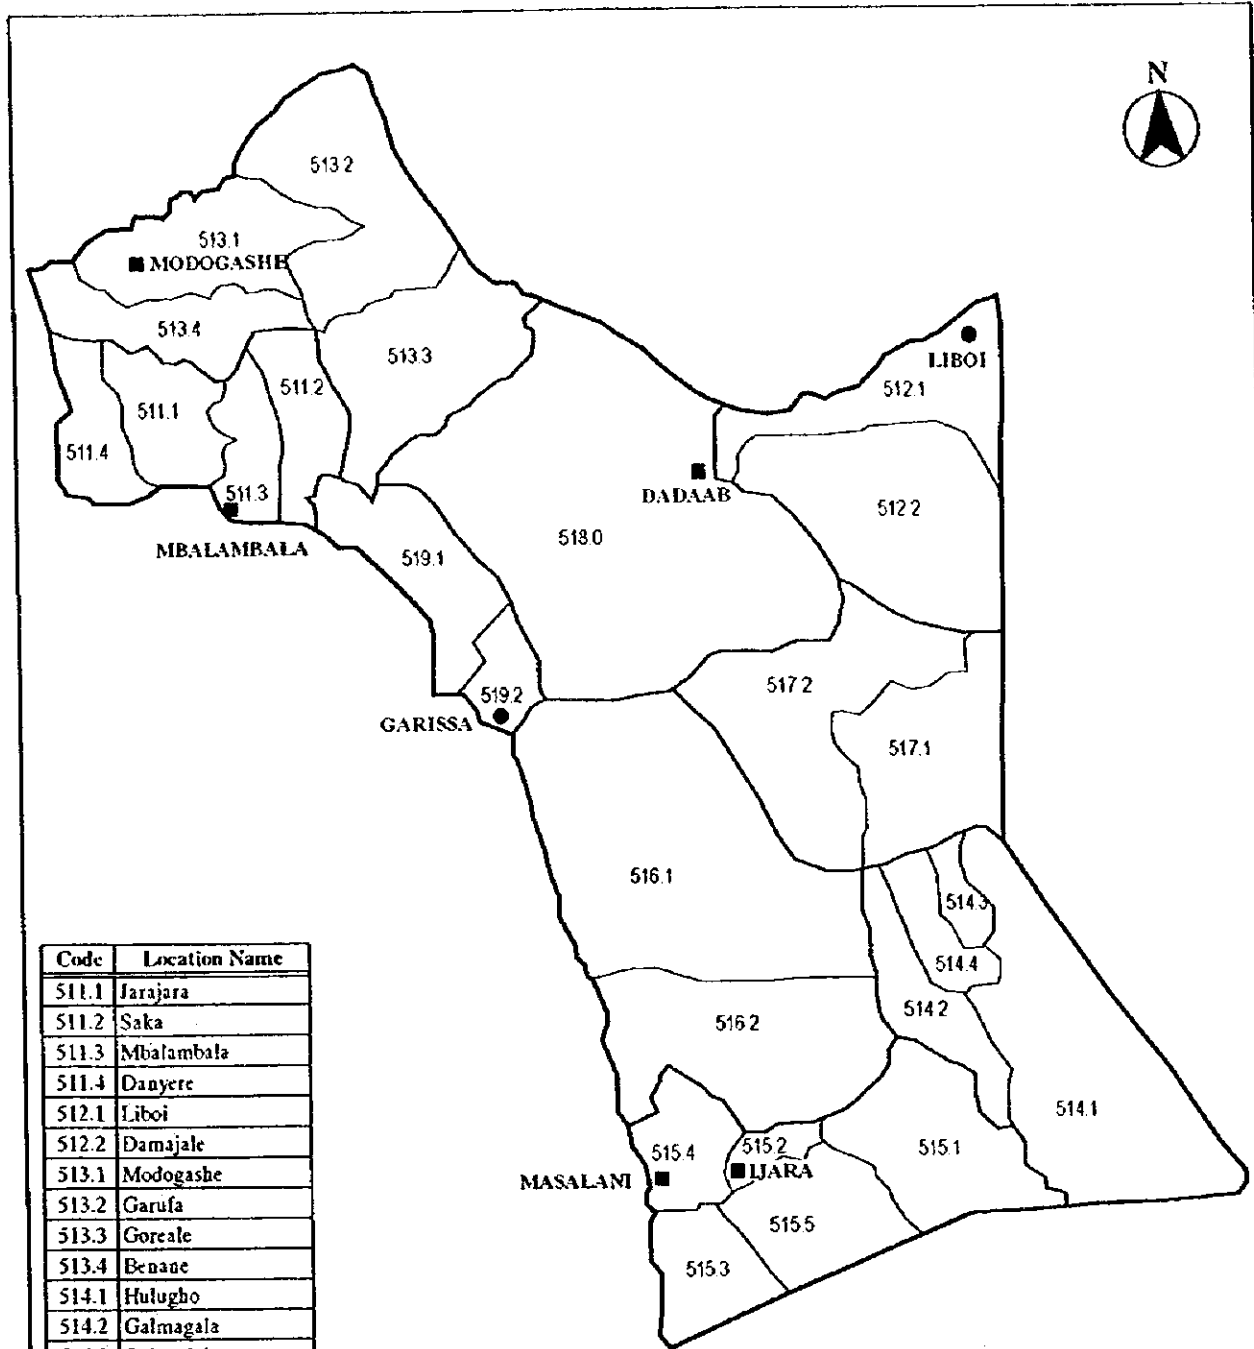 N
513 2
513.1
MODOGASHE
513.4
513.3
LIBOI
512.1
511.2
511.1
511.4
DADAAB
511.3
512.2
MBALAMBALA
518.0
519.1
517 2
519.2
GARISSA
517.1
516.1
514.3
514.4
514 2
516 2
514.1
515.2
515.1
515.4
IJARA
MASALANI
515.5
515.3
Code Location Name
511.1 Jarajara
511.2 Saka
511.3 Mbalambala
511.4 Danyere
512.1 Liboi
512.2 Damajale
513.1 Modogashe
513.2 Garufa
513.3 Goreale
513.4 Benane
514.1 Hulugho
514.2 Galmagala